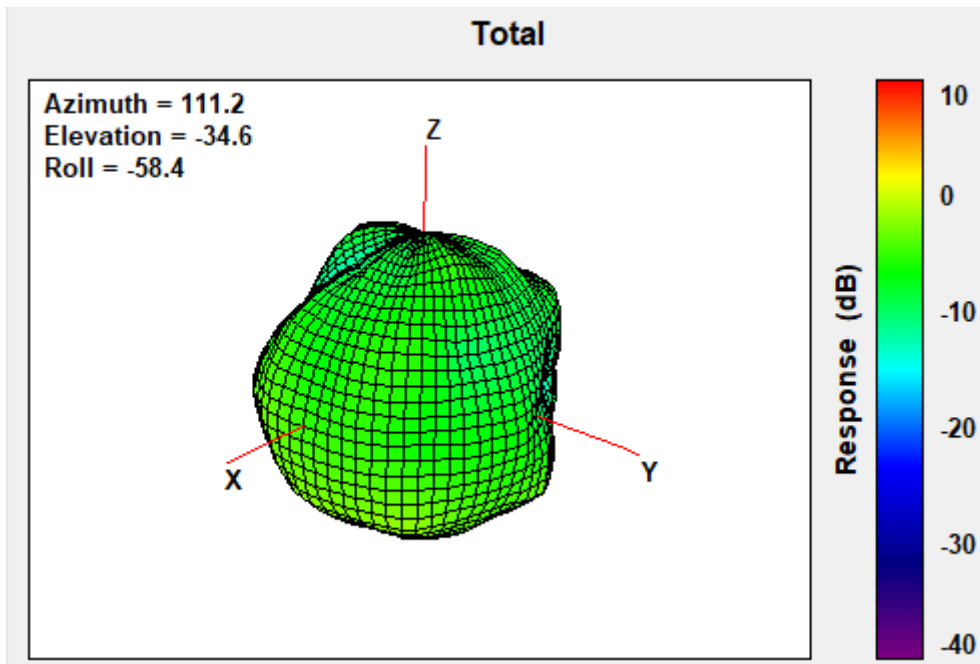 Total
Azimuth = 111.2
Elevation = -34.6
Roll = -58.4
Z
X
Y
10
0
-10
-20
-30
-40
Response (dB)